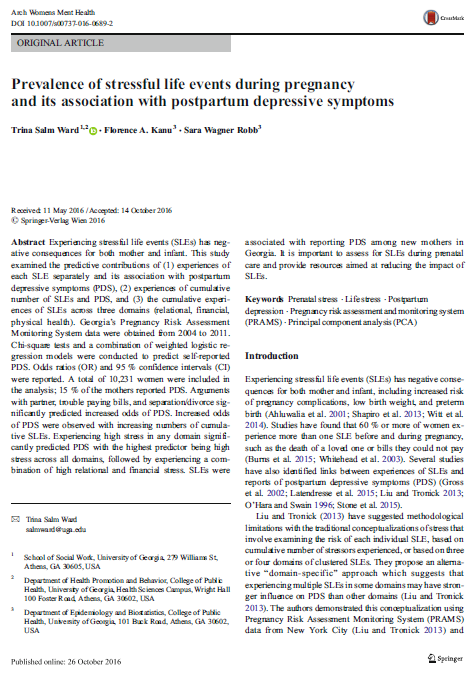 Arch Womens Ment Health
DOI 10.1007/s00737-016-0689-2
CrossMark
ORIGINAL ARTICLE
Prevalence of stressful life events during pregnancy
and its association with postpartum depressive symptoms
Trina Salm Ward1,2 · Florence A. Kanu3 · Sara Wagner Robb3
Received: 11 May 2016 / Accepted: 14 October 2016
© Springer-Verlag Wien 2016
Abstract Experiencing stressful life events (SLEs) has neg-
ative consequences for both mother and infant. This study
examined the predictive contributions of (1) experiences of
each SLE separately and its association with postpartum
depressive symptoms (PDS), (2) experiences of cumulative
number of SLEs and PDS, and (3) the cumulative experi-
ences of SLEs across three domains (relational, financial,
physical health). Georgia's Pregnancy Risk Assessment
Monitoring System data were obtained from 2004 to 2011.
Chi-square tests and a combination of weighted logistic re-
gression models were conducted to predict self-reported
PDS. Odds ratios (OR) and 95 % confidence intervals (CI)
were reported. A total of 10,231 women were included in
the analysis; 15 % of the mothers reported PDS. Arguments
with partner, trouble paying bills, and separation/divorce sig-
nificantly predicted increased odds of PDS. Increased odds
of PDS were observed with increasing numbers of cumula-
tive SLEs. Experiencing high stress in any domain signifi-
cantly predicted PDS with the highest predictor being high
stress across all domains, followed by experiencing a com-
bination of high relational and financial stress. SLEs were
associated with reporting PDS among new mothers in
Georgia. It is important to assess for SLEs during prenatal
care and provide resources aimed at reducing the impact of
SLEs.
Keywords Prenatal stress · Life stress · Postpartum
depression · Pregnancy risk assessment and monitoring system
(PRAMS) · Principal component analysis (PCA)
Introduction
Experiencing stressful life events (SLEs) has negative conse-
quences for both mother and infant, including increased risk
of pregnancy complications, low birth weight, and preterm
birth (Ahluwalia et al. 2001; Shapiro et al. 2013; Witt et al.
2014). Studies have found that 60 % or more of women ex-
perience more than one SLE before and during pregnancy,
such as the death of a loved one or bills they could not pay
(Burns et al. 2015; Whitehead et al. 2003). Several studies
have also identified links between experiences of SLEs and
reports of postpartum depressive symptoms (PDS) (Gross
et al. 2002; Latendresse et al. 2015; Liu and Tronick 2013;
O'Hara and Swain 1996; Stone et al. 2015).
Liu and Tronick (2013) have suggested methodological
limitations with the traditional conceptualizations of stress that
involve examining the risk of each individual SLE, based on
cumulative number of stressors experienced, or based on three
or four domains of clustered SLEs. They propose an alterna-
tive “domain-specific” approach which suggests that
experiencing multiple SLEs in some domains may have stron-
ger influence on PDS than other domains (Liu and Tronick
2013). The authors demonstrated this conceptualization using
Pregnancy Risk Assessment Monitoring System (PRAMS)
data from New York City (Liu and Tronick 2013) and
Trina Salm Ward
salmward@uga.edu
1 School of Social Work, University of Georgia, 279 Williams St,
Athens, GA 30605, USA
2 Department of Health Promotion and Behavior, College of Public
Health, University of Georgia, Health Sciences Campus, Wright Hall
100 Foster Road, Athens, GA 30602, USA
3 Department of Epidemiology and Biostatistics, College of Public
Health, University of Georgia, 101 Buck Road, Athens, GA 30602,
USA
Published online: 26 October 2016
Springer